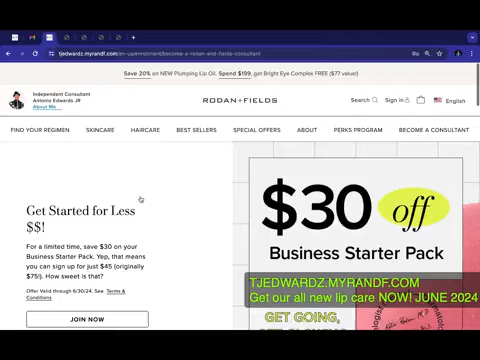 tjedwardz.myrandf.com/en-us/enrollment/become-a-rodan-and-fields-consultant
Save 20% on NEW Plumping Lip Oil. Spend $199, get Bright Eye Complex FREE ($77 value!)
Independent Consultant
Antonio Edwards JR
About Me
RODAN+FIELDS
Search
Sign in
English
FIND YOUR REGIMEN
SKINCARE
HAIRCARE
BEST SELLERS
SPECIAL OFFERS
ABOUT
PERKS PROGRAM
BECOME A CONSULTANT
Get Started for Less
$$!
For a limited time, save $30 on your
Business Starter Pack. Yep, that means
you can sign up for just $45 (originally
$75!). How sweet is that?
Offer Valid through 6/30/24. See Terms &
Conditions
JOIN NOW
$30 off
Business Starter Pack
TJEDWARDZ.MYRANDF.COM
Get our all new lip care NOW! JUNE 2024
GET GOING,